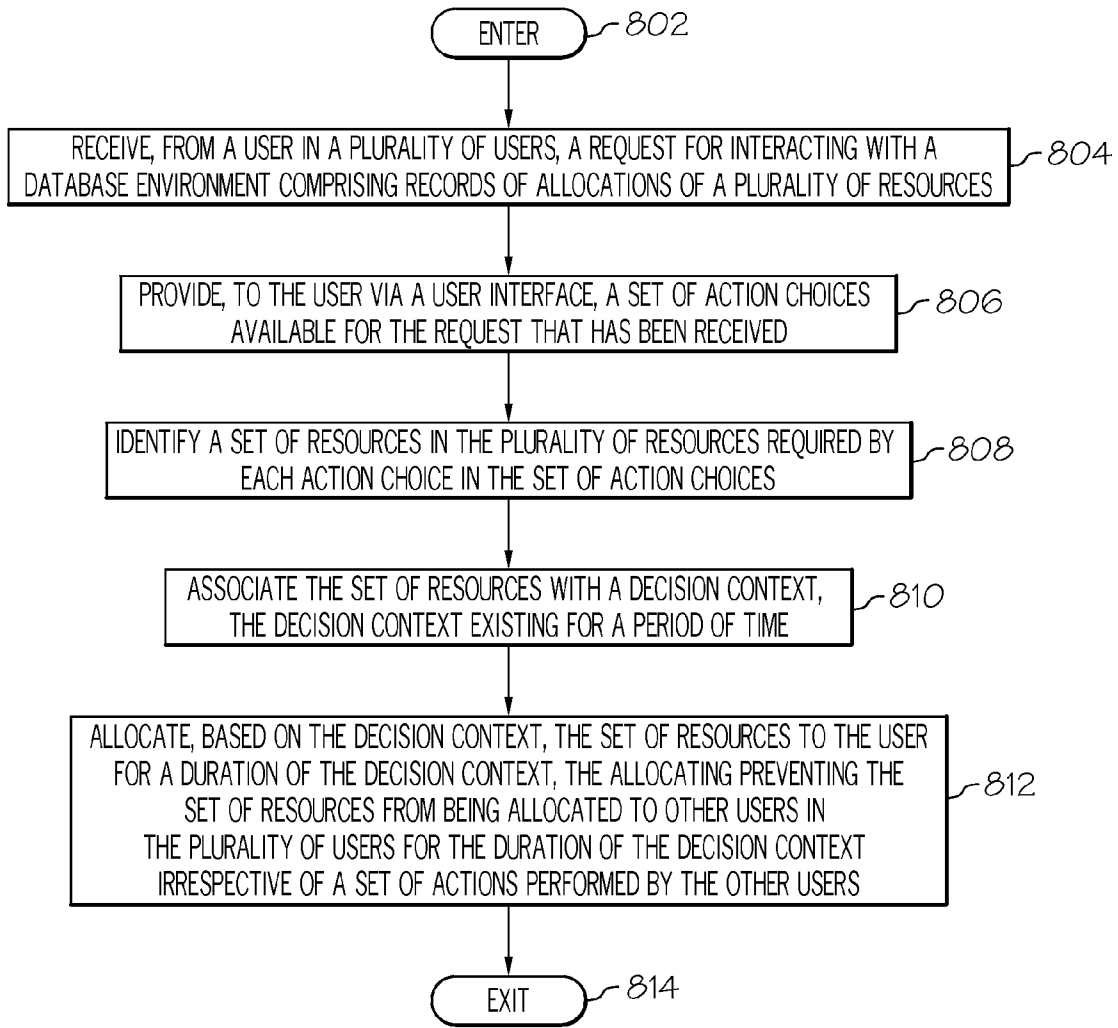 ENTER
802
RECEIVE, FROM A USER IN A PLURALITY OF USERS, A REQUEST FOR INTERACTING WITH A
DATABASE ENVIRONMENT COMPRISING RECORDS OF ALLOCATIONS OF A PLURALITY OF RESOURCES
804
PROVIDE, TO THE USER VIA A USER INTERFACE, A SET OF ACTION CHOICES
AVAILABLE FOR THE REQUEST THAT HAS BEEN RECEIVED
806
IDENTIFY A SET OF RESOURCES IN THE PLURALITY OF RESOURCES REQUIRED BY
EACH ACTION CHOICE IN THE SET OF ACTION CHOICES
808
ASSOCIATE THE SET OF RESOURCES WITH A DECISION CONTEXT,
THE DECISION CONTEXT EXISTING FOR A PERIOD OF TIME
810
ALLOCATE, BASED ON THE DECISION CONTEXT, THE SET OF RESOURCES TO THE USER
FOR A DURATION OF THE DECISION CONTEXT, THE ALLOCATING PREVENTING THE
SET OF RESOURCES FROM BEING ALLOCATED TO OTHER USERS IN
THE PLURALITY OF USERS FOR THE DURATION OF THE DECISION CONTEXT
IRRESPECTIVE OF A SET OF ACTIONS PERFORMED BY THE OTHER USERS
812
EXIT
814